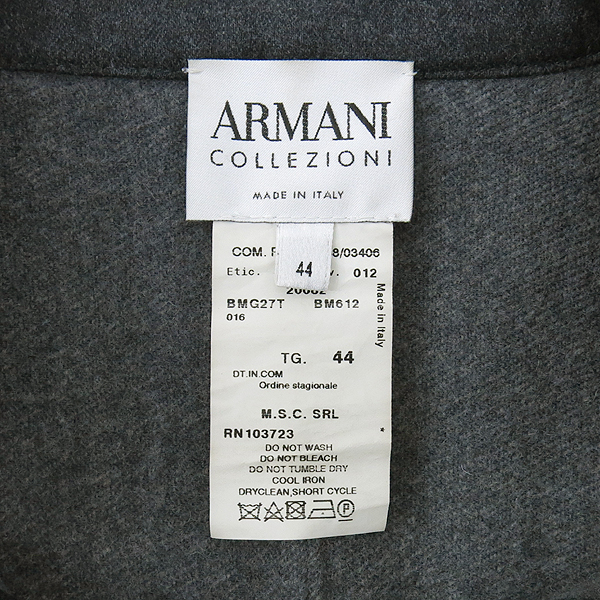 ARMANI
COLLEZIONI
MADE IN ITALY
COM. 8/03406
Etic. 44 012
BMG27T BM612
016
Made in Italy
TG. 44
DT.IN.COM
Ordine stagionale
M.S.C. SRL
RN103723 *
DO NOT WASH
DO NOT BLEACH
DO NOT TUMBLE DRY
COOL IRON
DRYCLEAN,SHORT CYCLE
P